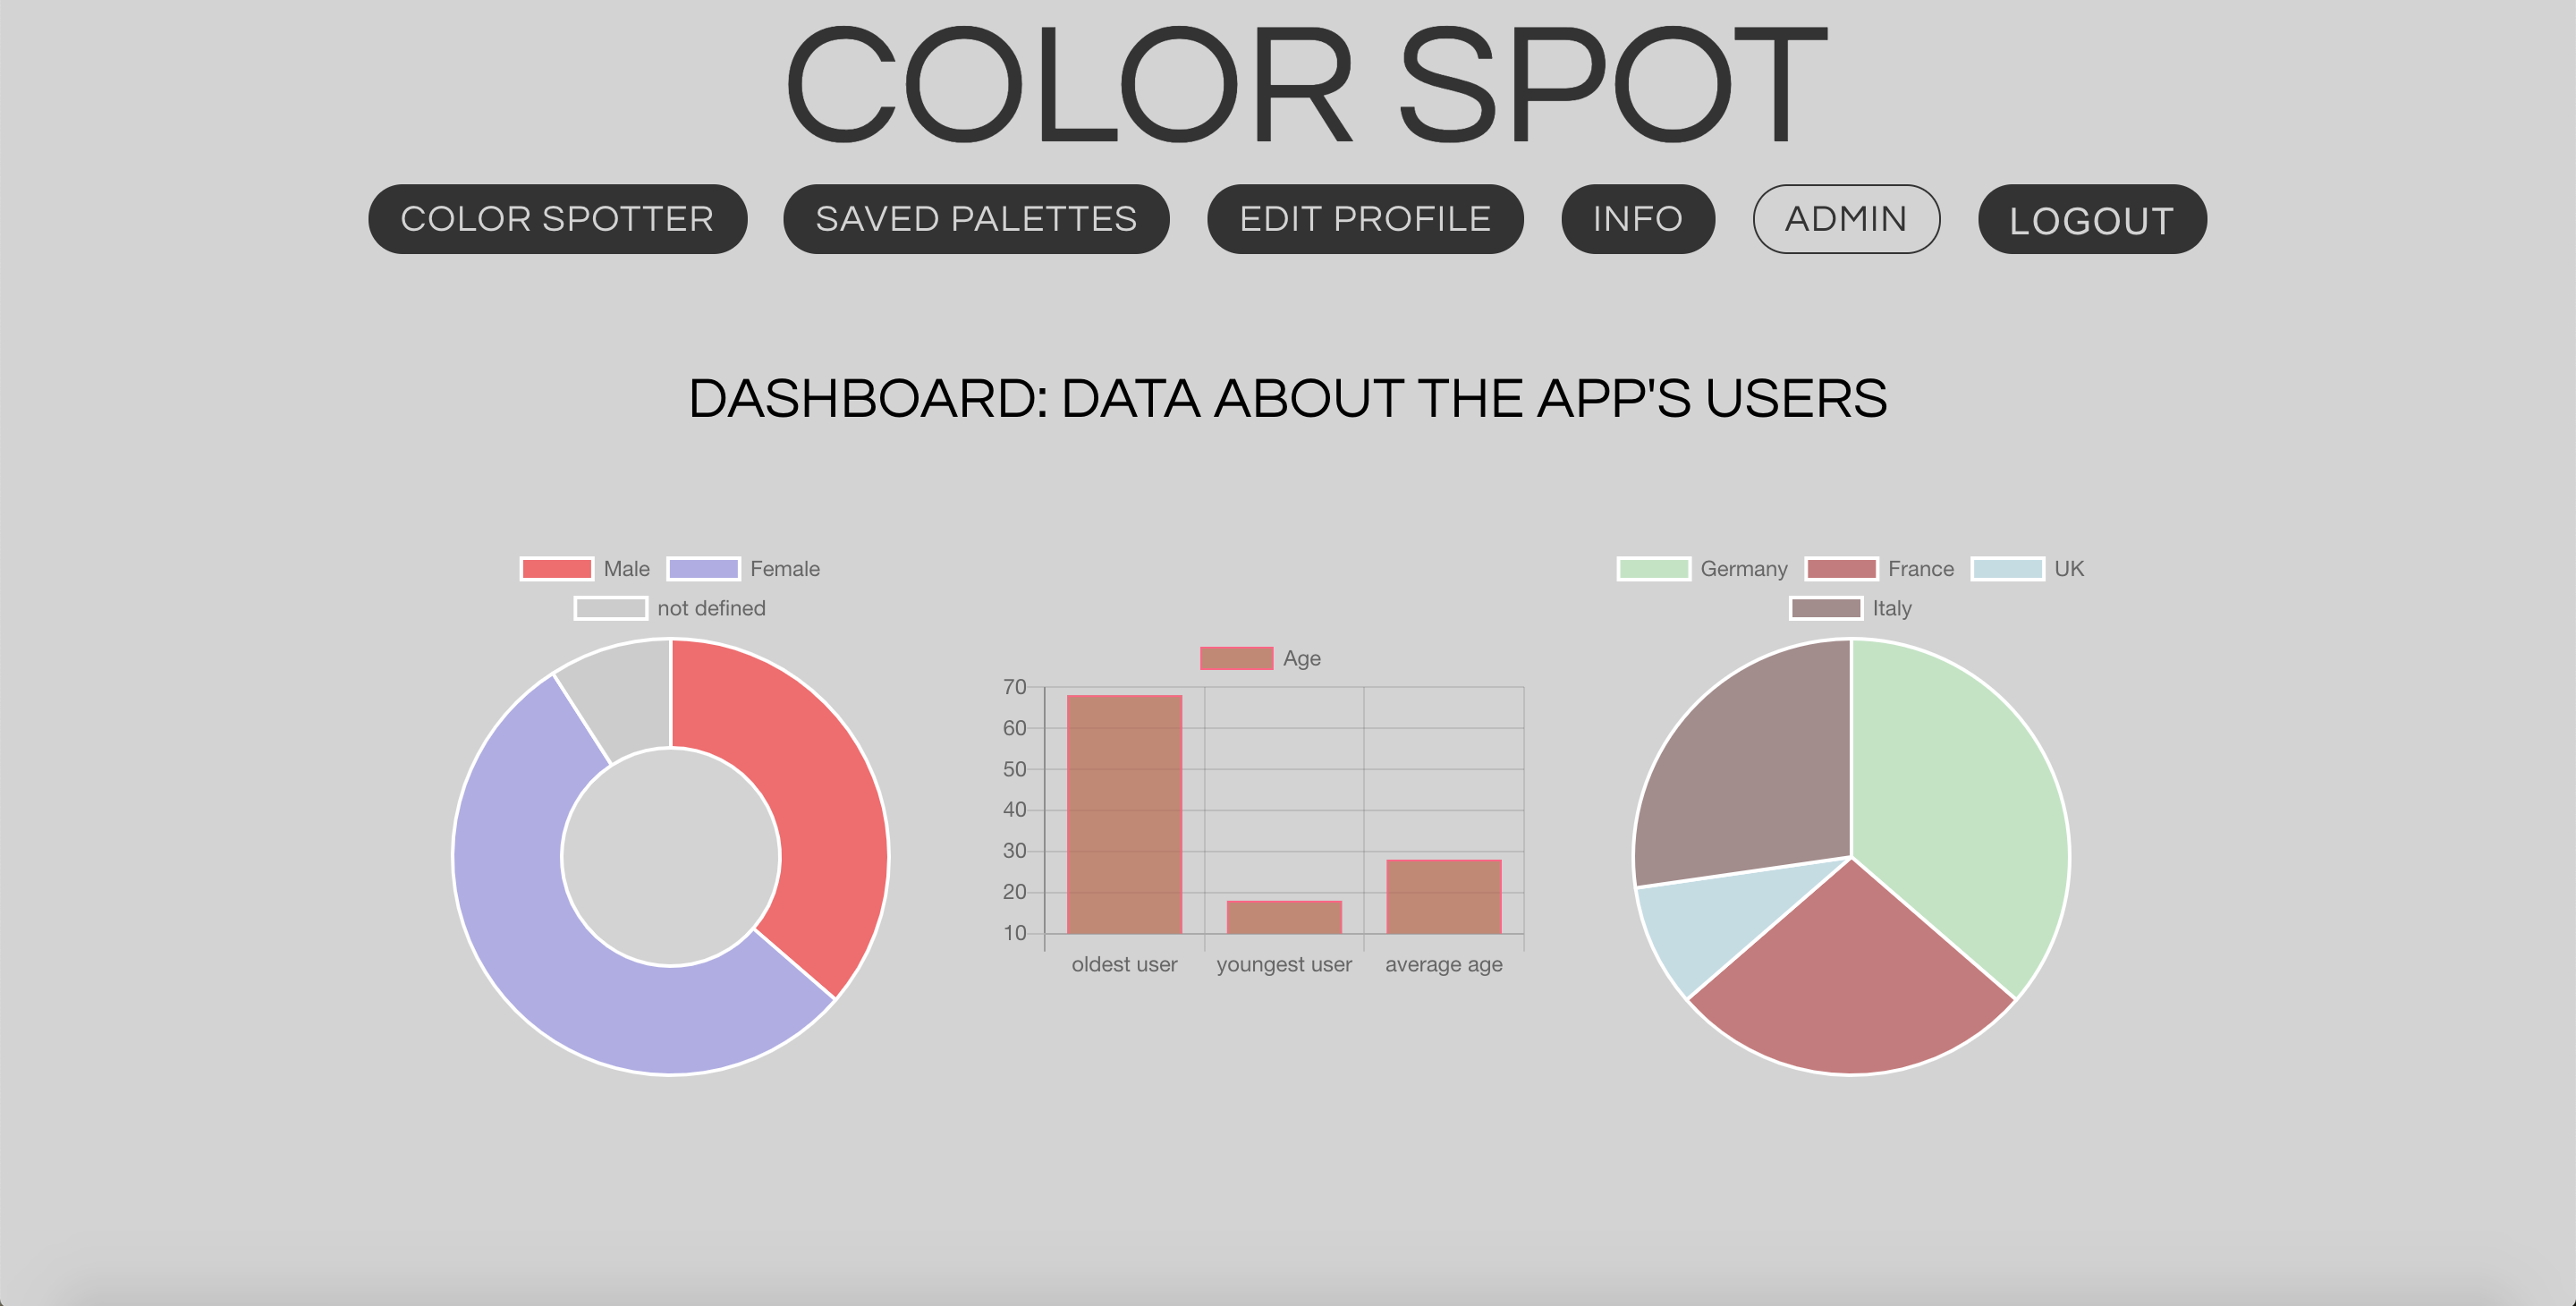 COLOR SPOT
COLOR SPOTTER SAVED PALETTES EDIT PROFILE INFO ADMIN LOGOUT
DASHBOARD: DATA ABOUT THE APP'S USERS
Male Female
not defined
Age
70
60
50
40
30
20
10
oldest user youngest user average age
Germany France UK
Italy